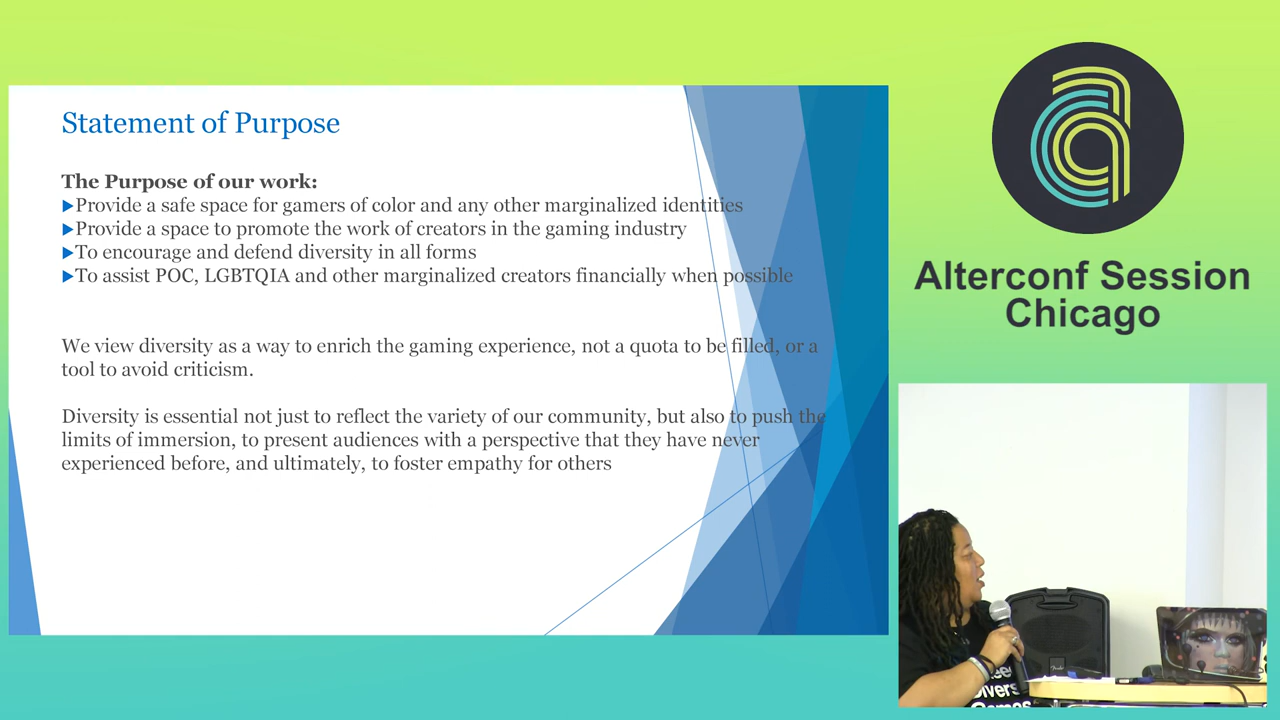 Statement of Purpose
The Purpose of our work:
Provide a safe space for gamers of color and any other marginalized identities
Provide a space to promote the work of creators in the gaming industry
To encourage and defend diversity in all forms
To assist POC, LGBTQIA and other marginalized creators financially when possible
We view diversity as a way to enrich the gaming experience, not a quota to be filled, or a
tool to avoid criticism.
Diversity is essential not just to reflect the variety of our community, but also to push the
limits of immersion, to present audiences with a perspective that they have never
experienced before, and ultimately, to foster empathy for others
Alterconf Session
Chicago
Fender